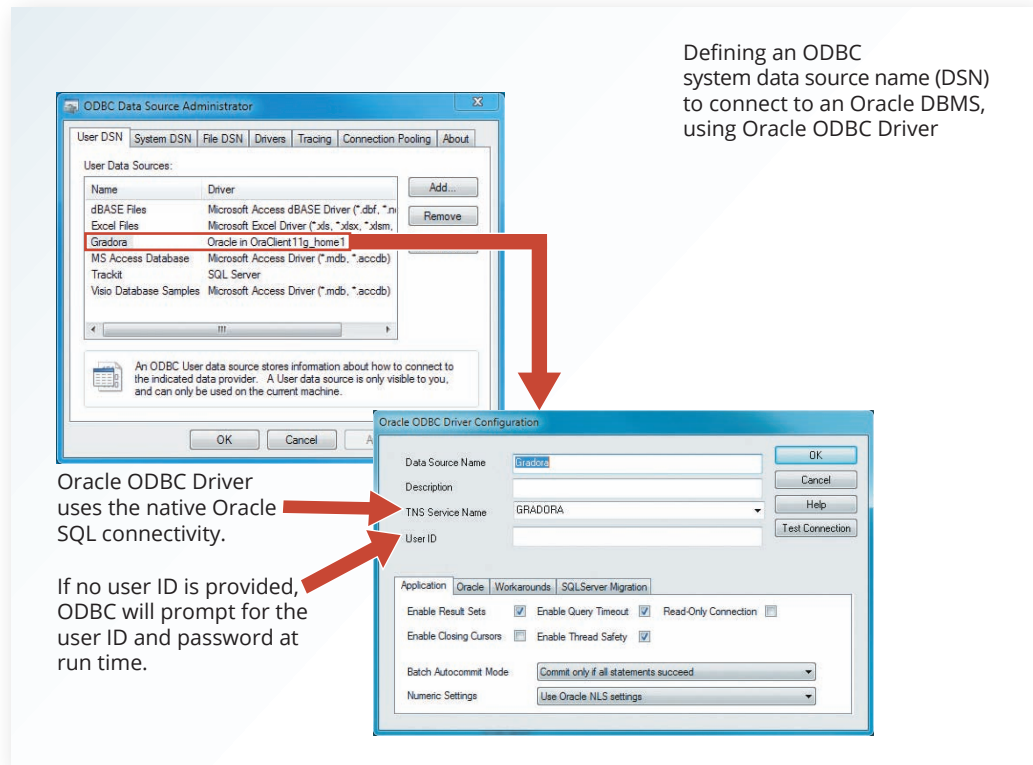 Defining an ODBC
system data source name (DSN)
to connect to an Oracle DBMS,
using Oracle ODBC Driver
ODBC Data Source Administrator
User DSN System DSN File DSN Drivers Tracing Connection Pooling About
User Data Sources:
Name Driver
Add...
dBASE Files Microsoft Access dBASE Driver (*.dbf, *.n
Remove
Excel Files Microsoft Excel Driver (*.xls, *.xlsx, *.xlsm,
Gradora Oracle in OraClient11g_home1
MS Access Database Microsoft Access Driver (*.mdb, *.accdb)
Trackit SQL Server
Visio Database Samples Microsoft Access Driver (*.mdb, *.accdb)
An ODBC User data source stores information about how to connect to
the indicated data provider. A User data source is only visible to you,
and can only be used on the current machine.
OK Cancel A
Oracle ODBC Driver
uses the native Oracle
SQL connectivity.
If no user ID is provided,
ODBC will prompt for the
user ID and password at
run time.
Oracle ODBC Driver Configuration
Data Source Name Gradora OK
Description Cancel
TNS Service Name GRADORA Help
User ID Test Connection
Application Oracle Workarounds SQLServer Migration
Enable Result Sets Enable Query Timeout Read-Only Connection
Enable Closing Cursors Enable Thread Safety
Batch Autocommit Mode Commit only if all statements succeed
Numeric Settings Use Oracle NLS settings